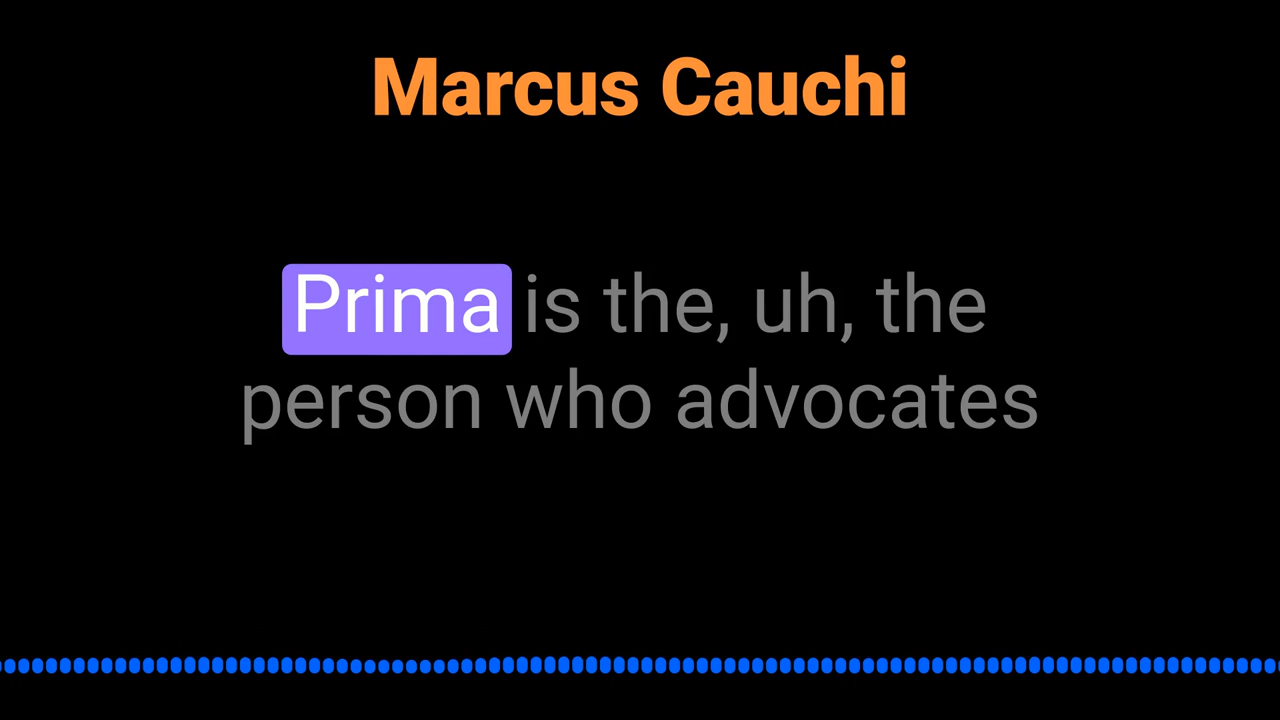 Marcus Cauchi
Prima is the, uh, the
person who advocates